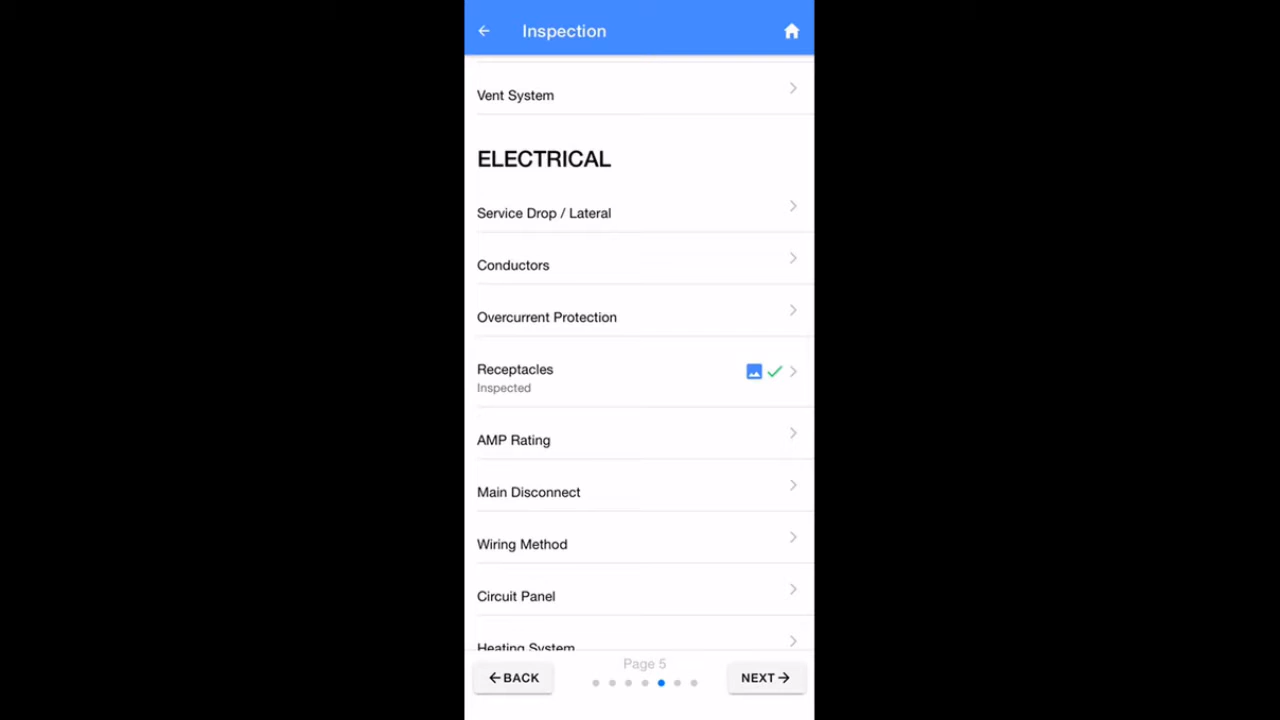 Inspection
Vent System
ELECTRICAL
Service Drop / Lateral
Conductors
Overcurrent Protection
Receptacles
Inspected
AMP Rating
Main Disconnect
Wiring Method
Circuit Panel
Heating System
Page 5
BACK
NEXT